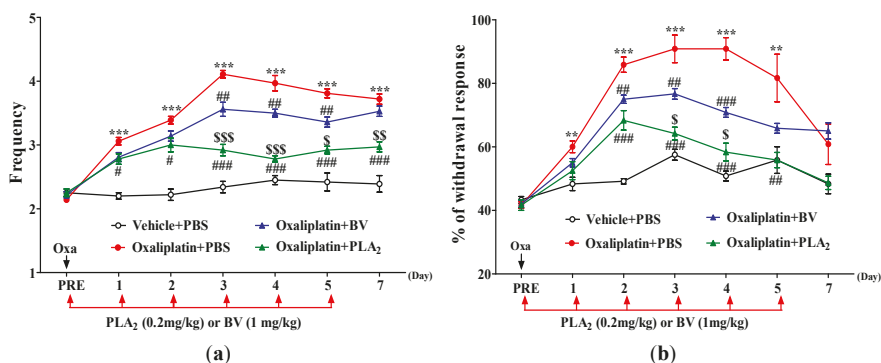 5
4
3
2
1
Frequency
***
***
***
***
***
***
##
##
##
$$$
$$$
$
$$
#
#
###
###
###
###
Vehicle+PBS
Oxaliplatin+BV
Oxaliplatin+PBS
Oxaliplatin+PLA2
Oxa
PRE 1 2 3 4 5 7 (Day)
PLA2 (0.2mg/kg) or BV (1 mg/kg)
(a)
100
80
60
40
20
% of withdrawal response
**
***
***
***
**
##
##
###
$
$
###
###
###
##
Vehicle+PBS
Oxaliplatin+BV
Oxaliplatin+PBS
Oxaliplatin+PLA2
Oxa
PRE 1 2 3 4 5 7 (Day)
PLA2 (0.2mg/kg) or BV (1mg/kg)
(b)